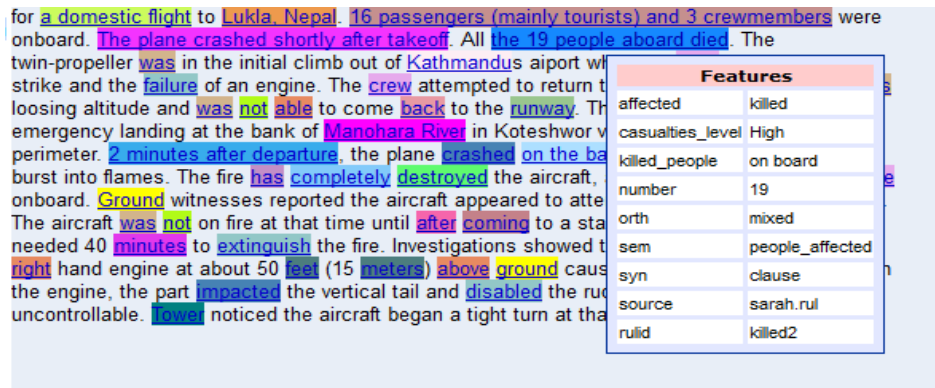 for a domestic flight to Lukla, Nepal. 16 passengers (mainly tourists) and 3 crewmembers were
onboard. The plane crashed shortly after takeoff. All the 19 people aboard died. The
twin-propeller was in the initial climb out of Kathmandus aiport
strike and the failure of an engine. The crew attempted to return
loosing altitude and was not able to come back to the runway.
emergency landing at the bank of Manohara River in Koteshwor
perimeter. 2 minutes after departure, the plane crashed on the
burst into flames. The fire has completely destroyed the aircraft,
onboard. Ground witnesses reported the aircraft appeared to
The aircraft was not on fire at that time until after coming to a
needed 40 minutes to extinguish the fire. Investigations showed
right hand engine at about 50 feet (15 meters) above ground
the engine, the part impacted the vertical tail and disabled the
uncontrollable. Tower noticed the aircraft began a tight turn at
Features
affected killed
casualties_level High
killed_people on board
number 19
orth mixed
sem people_affected
syn clause
source sarah.rul
rulid killed2